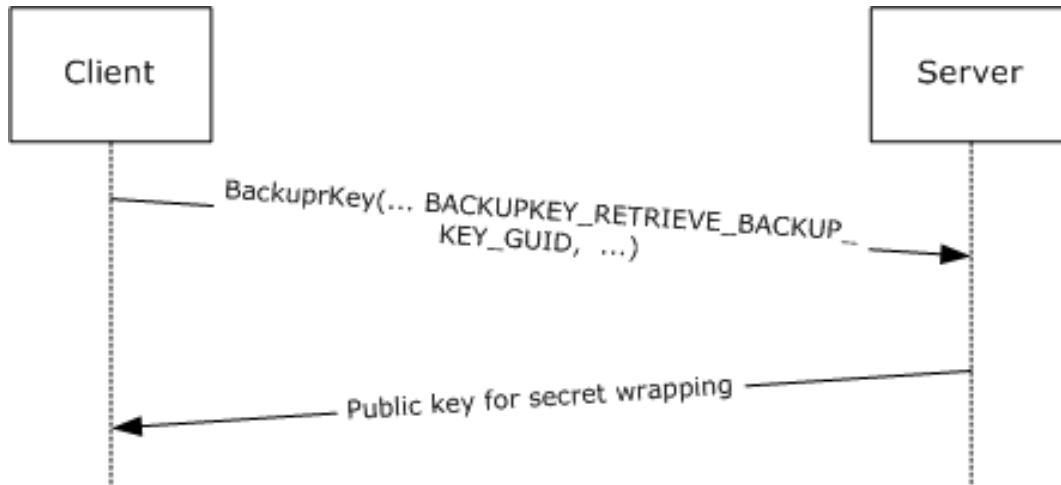 Client
Server
BackuprKey(... BACKUPKEY_RETRIEVE_BACKUP_
KEY_GUID, ...)
Public key for secret wrapping